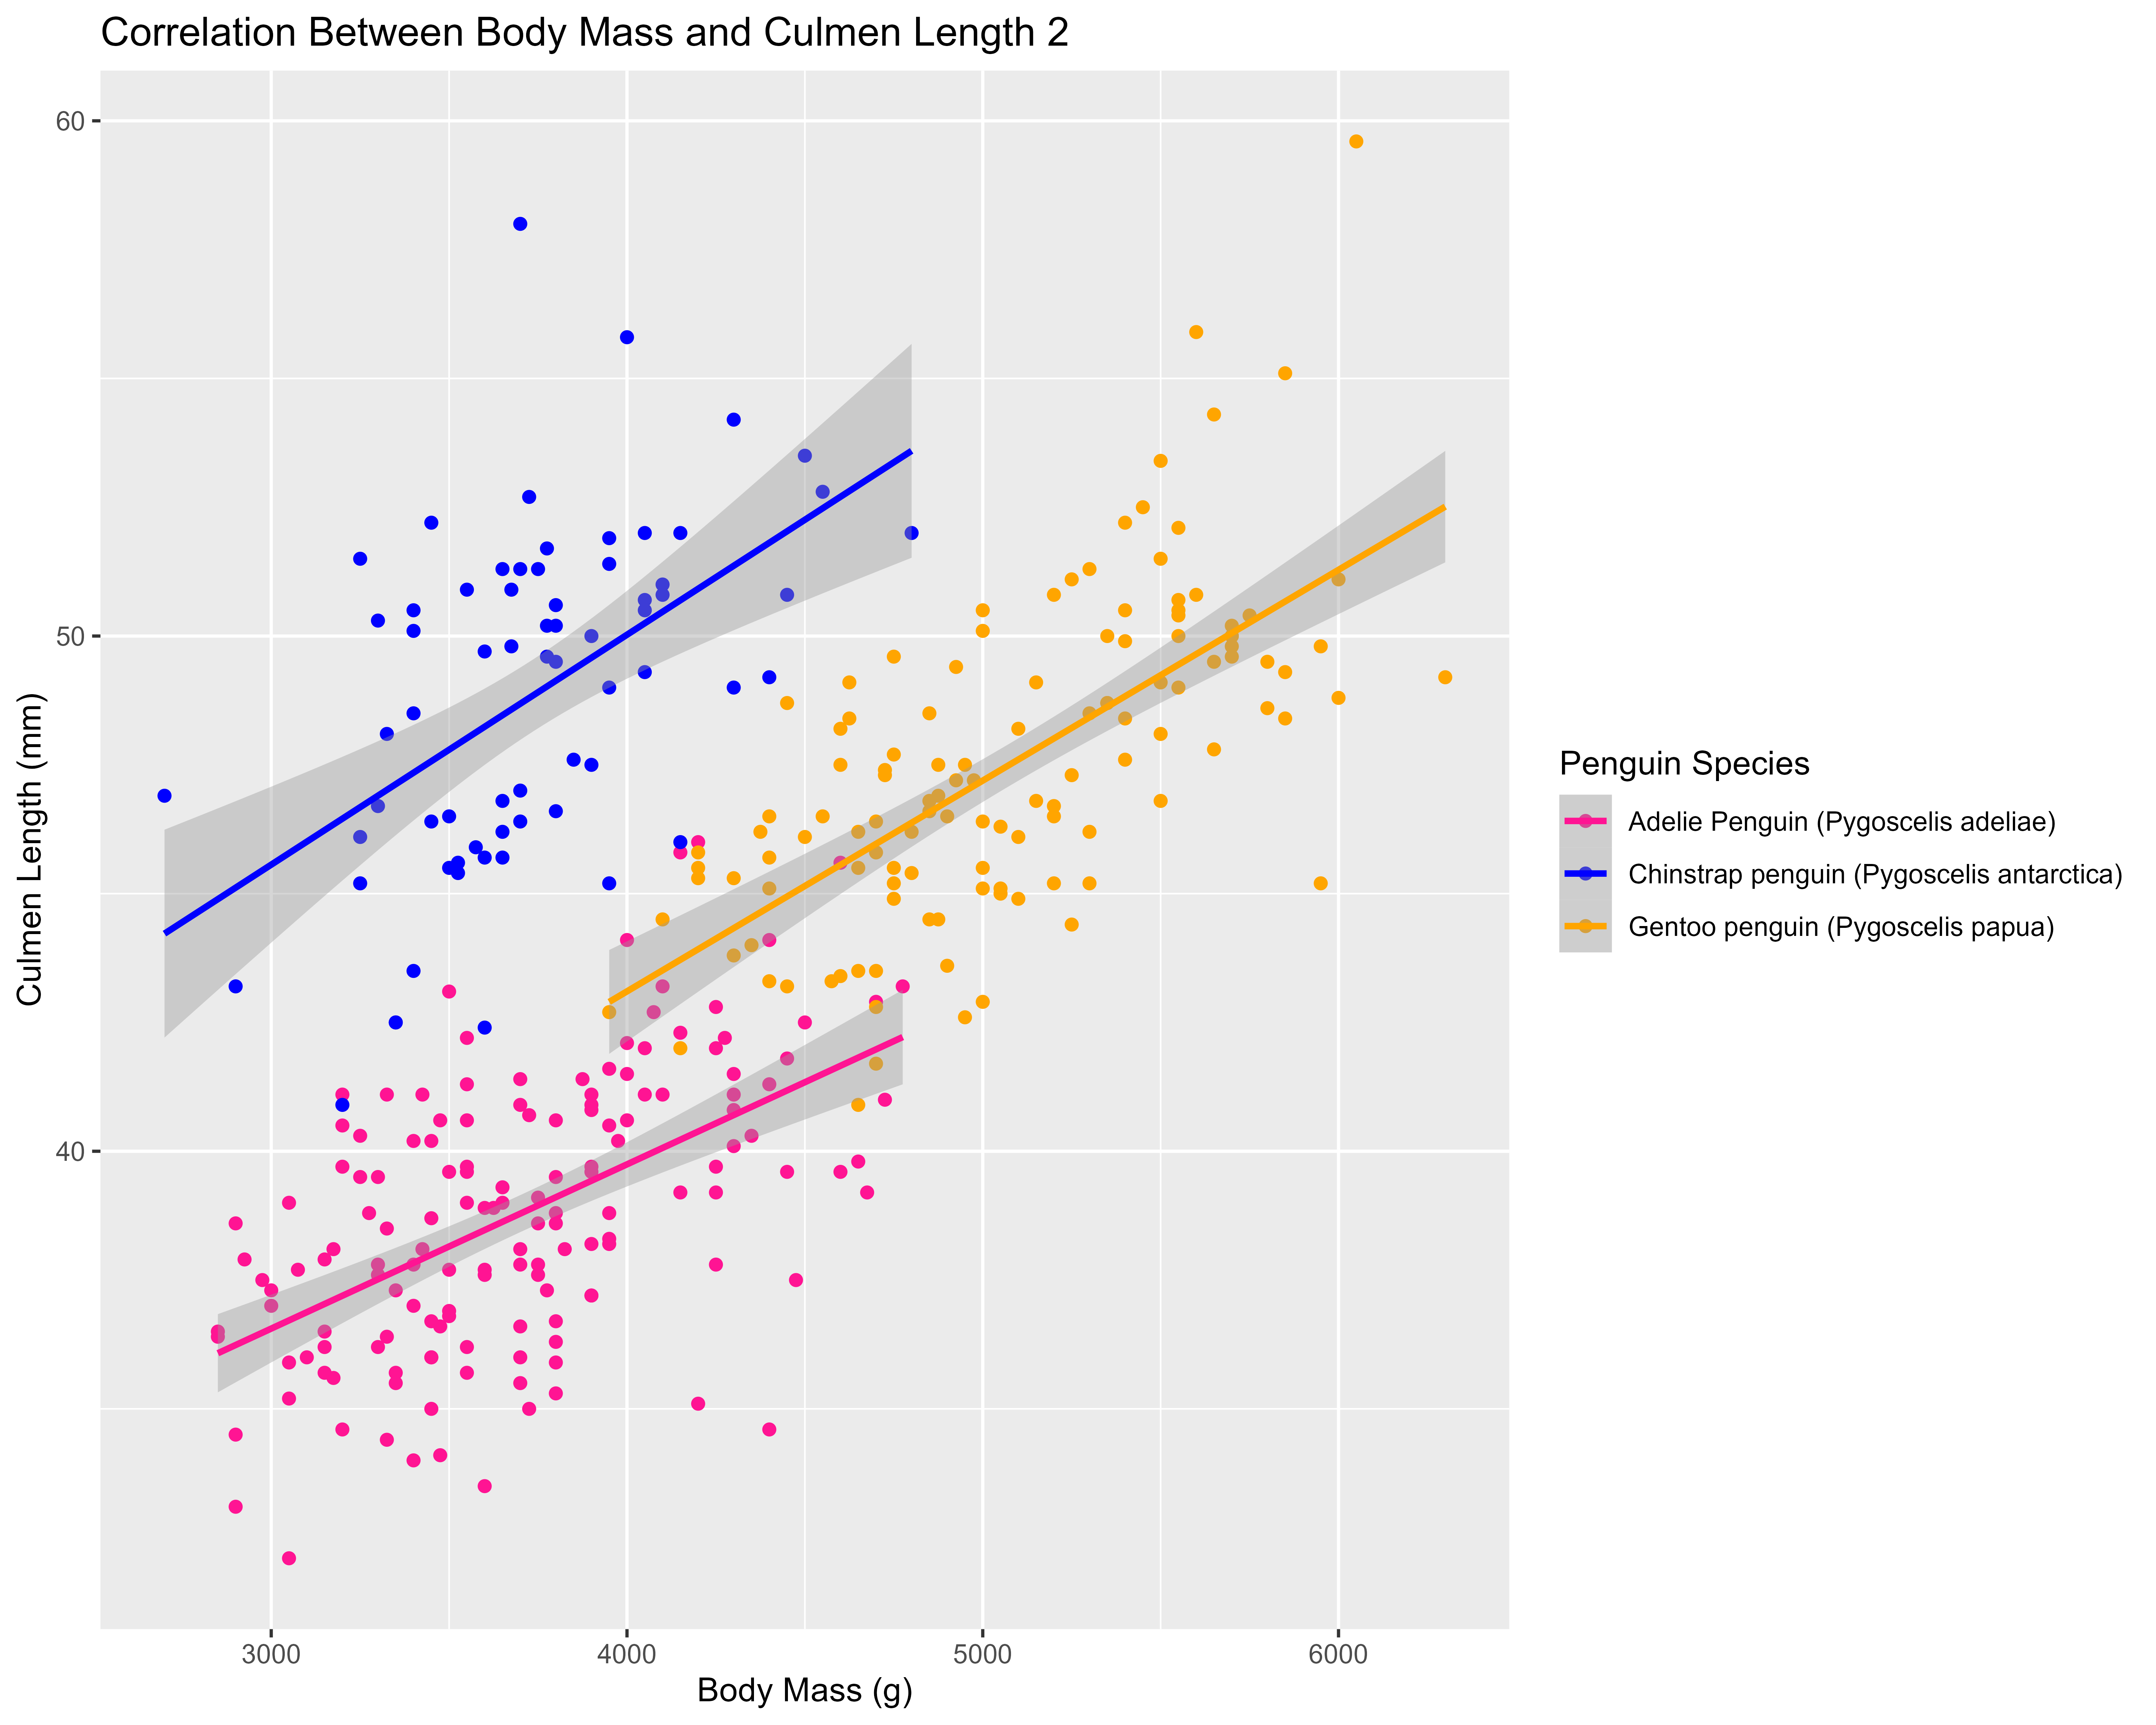 Correlation Between Body Mass and Culmen Length 2
60
50
40
Culmen Length (mm)
3000 4000 5000 6000
Body Mass (g)
Penguin Species
Adelie Penguin (Pygoscelis adeliae)
Chinstrap penguin (Pygoscelis antarctica)
Gentoo penguin (Pygoscelis papua)